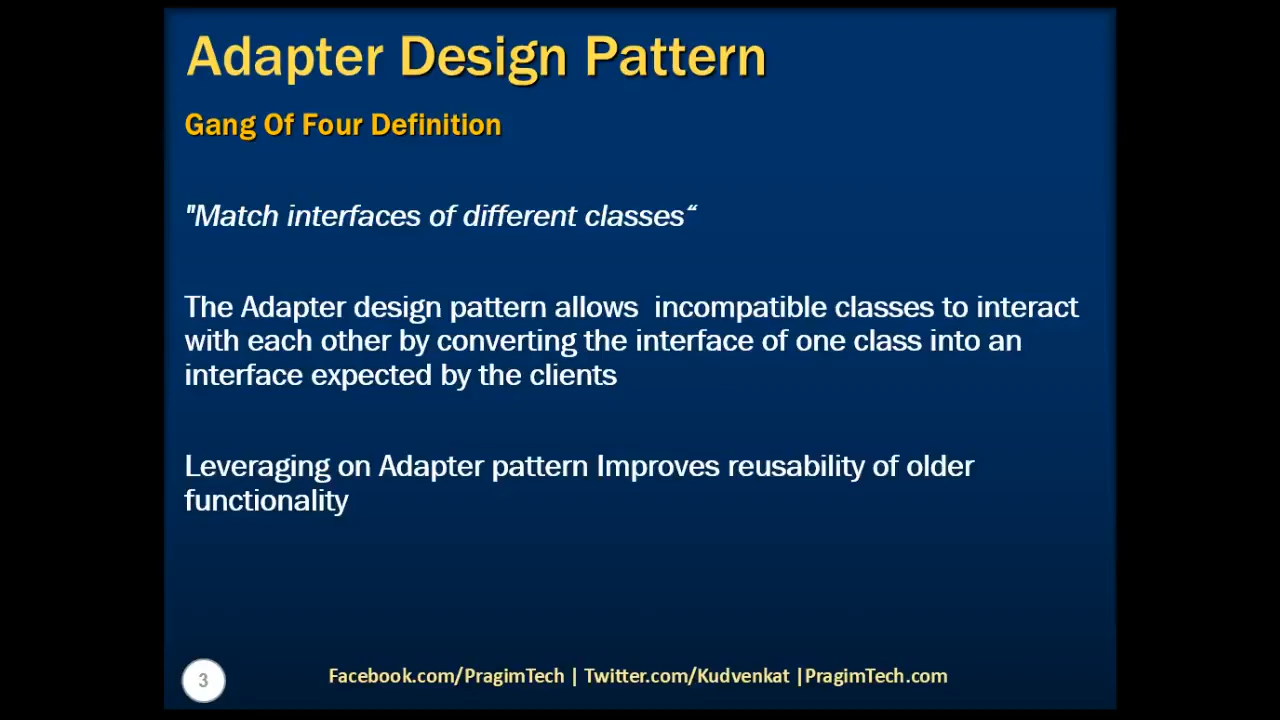 Adapter Design Pattern
Gang Of Four Definition
"Match interfaces of different classes“
The Adapter design pattern allows  incompatible classes to interact
with each other by converting the interface of one class into an
interface expected by the clients
Leveraging on Adapter pattern Improves reusability of older
functionality
3
Facebook.com/PragimTech | Twitter.com/Kudvenkat |PragimTech.com